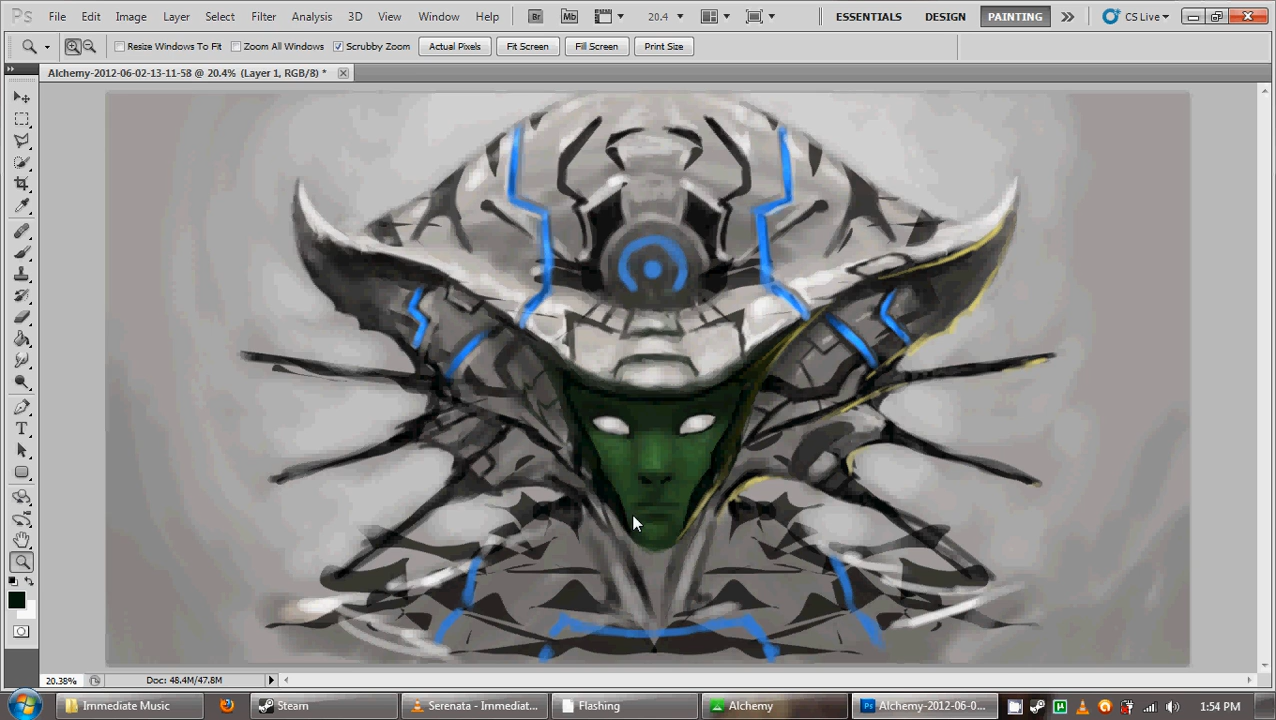 Ps File Edit Image Layer Select Filter Analysis 3D View Window Help Br Mb 20.4 ESSENTIALS DESIGN PAINTING CS Live
Resize Windows To Fit Zoom All Windows Scrubby Zoom Actual Pixels Fit Screen Fill Screen Print Size
Alchemy-2012-06-02-13-11-58 @ 20.4% (Layer 1, RGB/8) *
T
20.38% Doc: 48.4M/47.8M
Immediate Music Steam Serenata - Immediat... Flashing Alchemy Ps Alchemy-2012-06-0... 1:54 PM